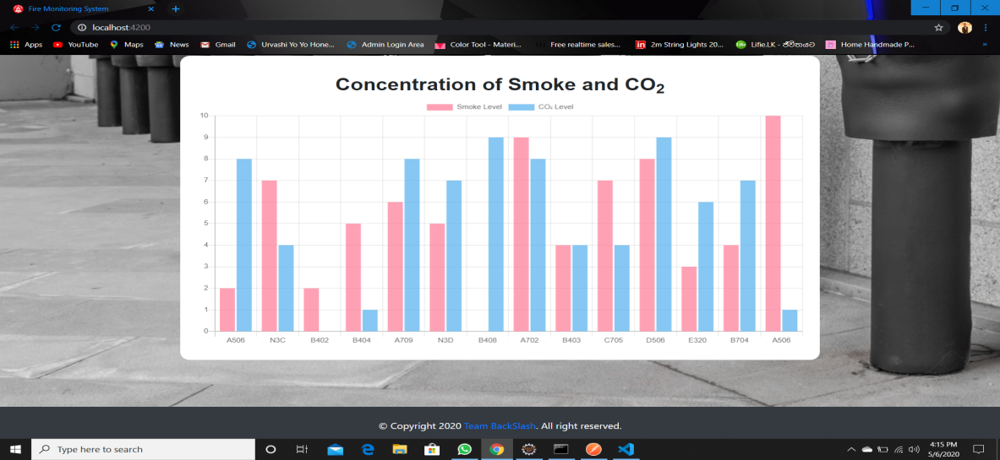 Fire Monitoring System
localhost:4200
Apps YouTube Maps News Gmail Urvashi Yo Yo Hone... Admin Login Area Color Tool - Materi... Free realtime sales... 2m String Lights 20... Lifie.LK - ජීවිතයට Home Handmade P... »
Concentration of Smoke and CO₂
Smoke Level CO₂ Level
10
9
8
7
6
5
4
3
2
1
0
A506 N3C B402 B404 A709 N3D B408 A702 B403 C705 D506 E320 B704 A506
© Copyright 2020 Team BackSlash. All right reserved.
Type here to search
4:15 PM
5/6/2020